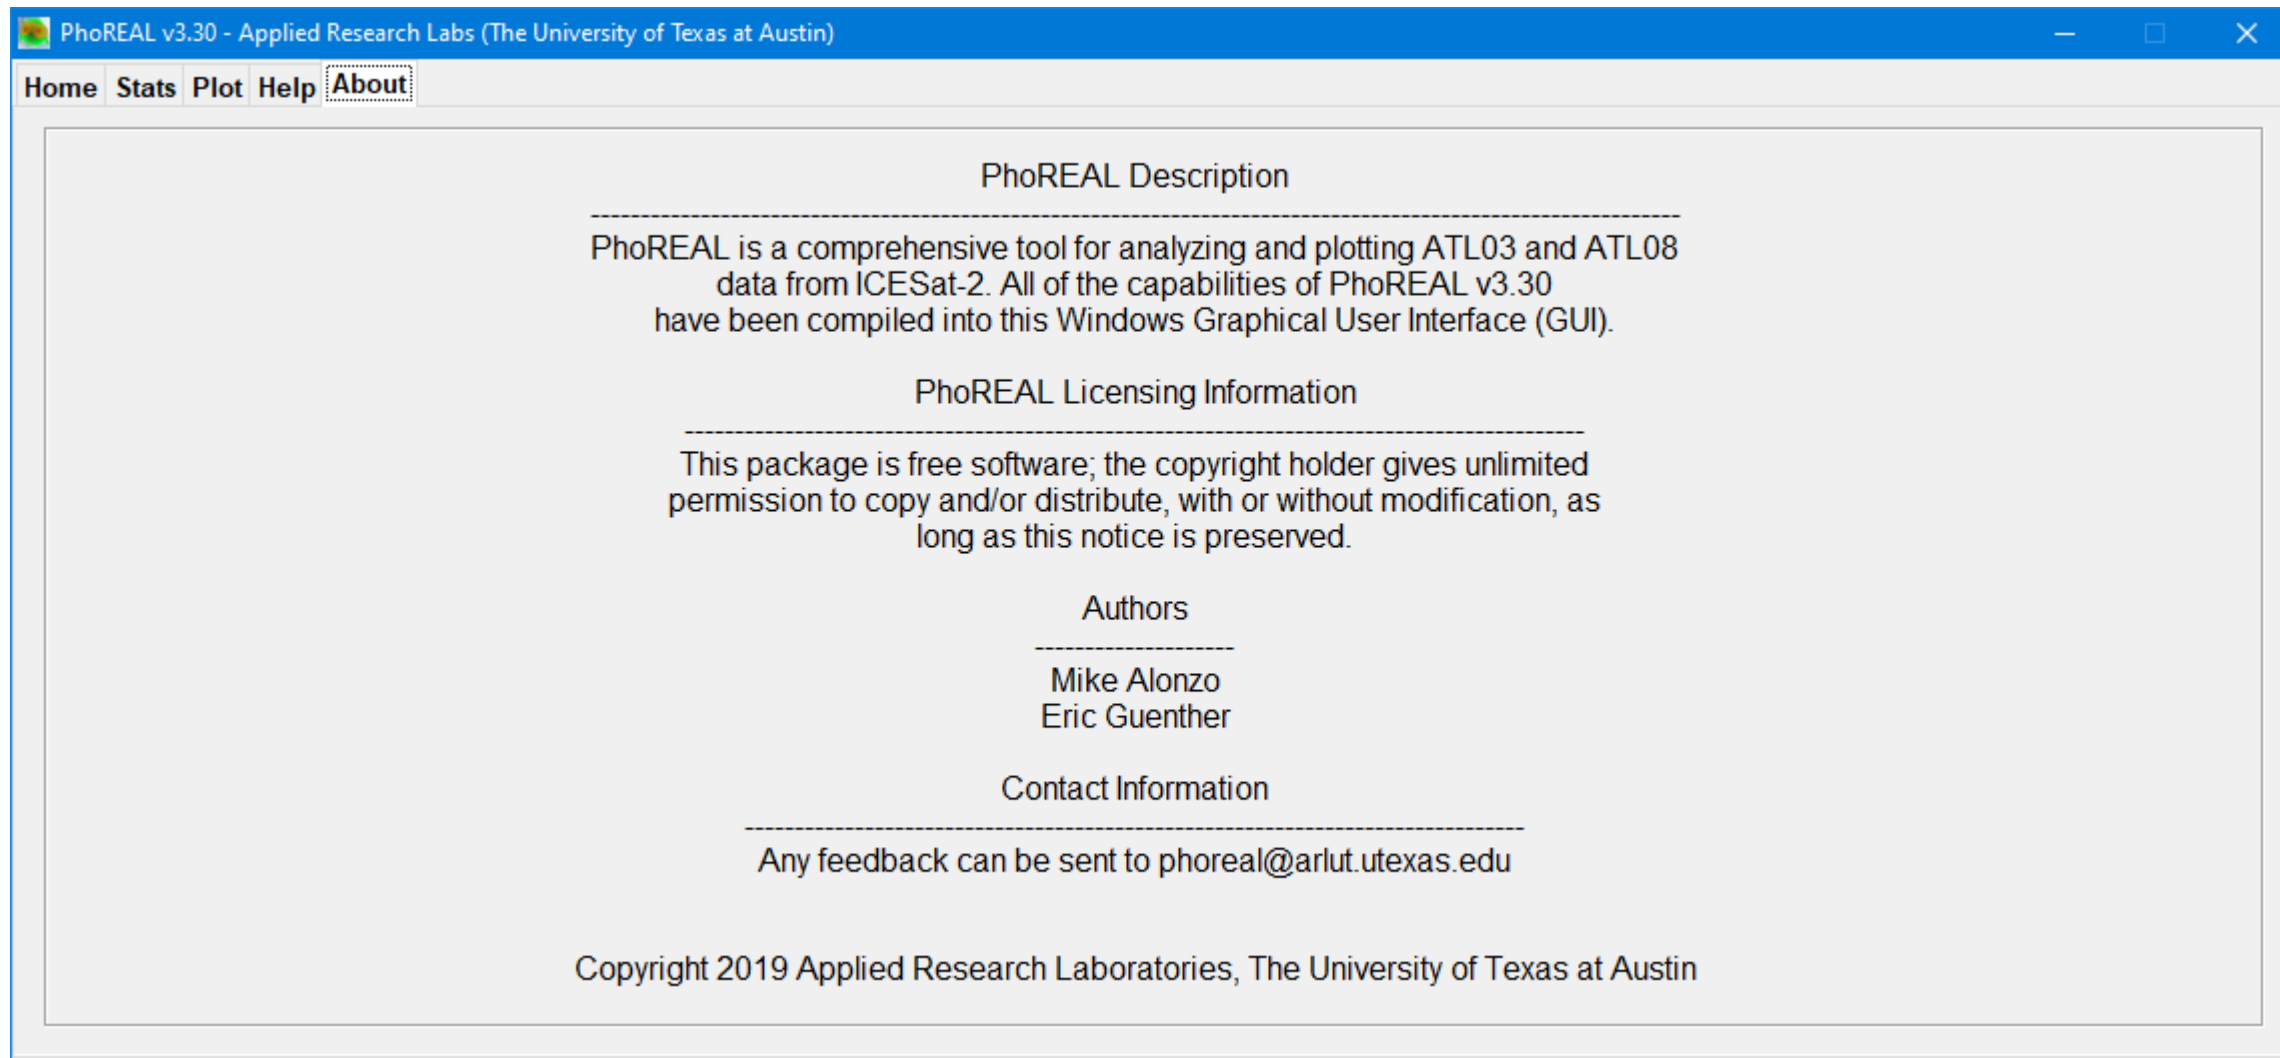 PhoREAL v3.30 - Applied Research Labs (The University of Texas at Austin)
Home Stats Plot Help About
PhoREAL Description
-------------------------------------------------------------------------------------------------------------
PhoREAL is a comprehensive tool for analyzing and plotting ATL03 and ATL08
data from ICESat-2. All of the capabilities of PhoREAL v3.30
have been compiled into this Windows Graphical User Interface (GUI).
PhoREAL Licensing Information
------------------------------------------------------------------------------------------
This package is free software; the copyright holder gives unlimited
permission to copy and/or distribute, with or without modification, as
long as this notice is preserved.
Authors
--------------------
Mike Alonzo
Eric Guenther
Contact Information
------------------------------------------------------------------------------
Any feedback can be sent to phoreal@arlut.utexas.edu
Copyright 2019 Applied Research Laboratories, The University of Texas at Austin